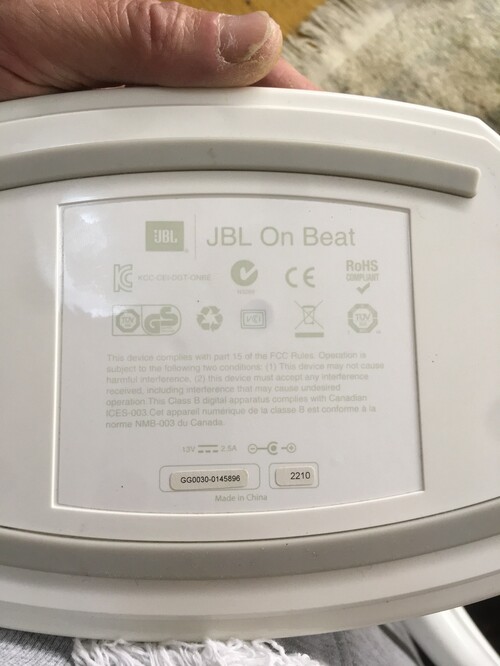 JBL
JBL On Beat
RoHS
COMPLIANT
CE
GS
VCI
This device complies with part 15 of the FCC Rules. Operation is
subject to the following two conditions: (1) This device may not cause
harmful interference, (2) this device must accept any interference
received, including interference that may cause undesired
operation.This Class B digital apparatus complies with Canadian
ICES-003.Cet appareil numérique de la classe B est conforme a la
norme NMB-003 du Canada.
13V 2.5A
GG0030-0145896
2210
Made in China